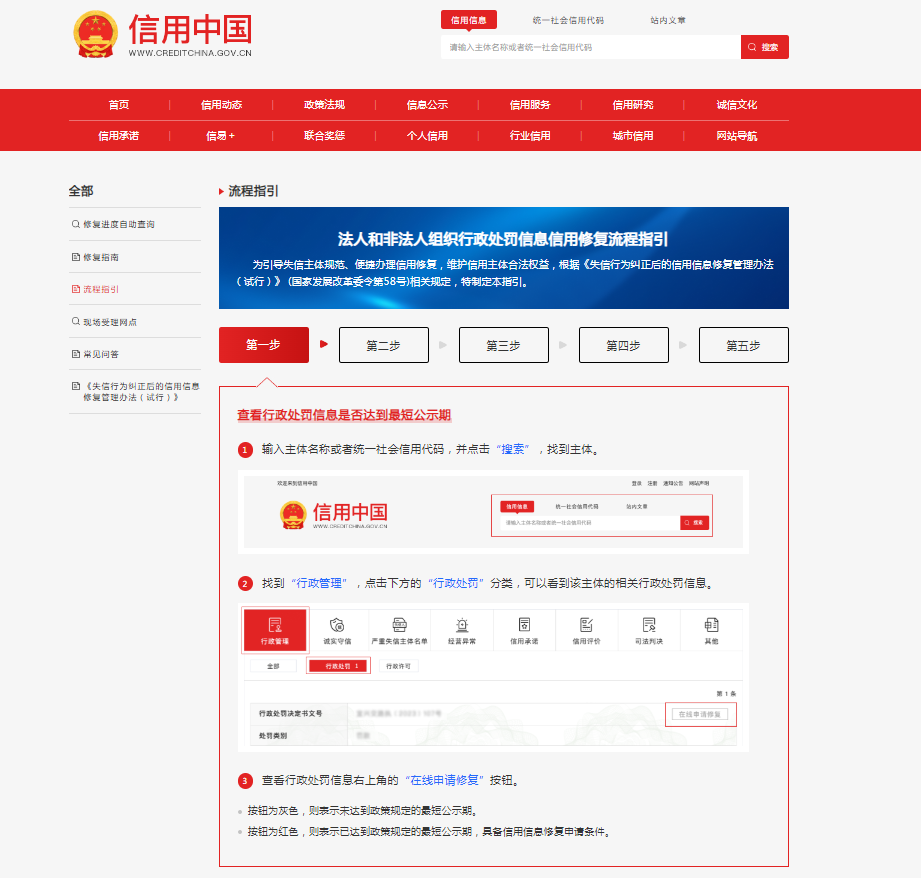 信用中国
WWW.CREDITCHINA.GOV.CN
信用信息 统一社会信用代码 站内文章
请输入主体名称或者统一社会信用代码 搜索
首页 信用动态 政策法规 信息公示 信用服务 信用研究 诚信文化
信用承诺 信易+ 联合奖惩 个人信用 行业信用 城市信用 网站导航
全部
修复进度自助查询
修复指南
流程指引
现场受理网点
常见问答
《失信行为纠正后的信用信息
修复管理办法（试行）》
流程指引
法人和非法人组织行政处罚信息信用修复流程指引
为引导失信主体规范、便捷办理信用修复，维护信用主体合法权益，根据《失信行为纠正后的信用信息修复管理办法
（试行）》(国家发展改革委令第58号)相关规定，特制定本指引。
第一步 第二步 第三步 第四步 第五步
查看行政处罚信息是否达到最短公示期
1 输入主体名称或者统一社会信用代码，并点击“搜索”，找到主体。
欢迎来到信用中国 登录 注册 通知公告 网站声明
信用中国
WWW.CREDITCHINA.GOV.CN
信用信息 统一社会信用代码 站内文章
请输入主体名称或者统一社会信用代码 搜索
2 找到“行政管理”，点击下方的“行政处罚”分类，可以看到该主体的相关行政处罚信息。
行政管理 诚实守信 严重失信主体名单 经营异常 信用承诺 信用评价 司法判决 其他
全部 行政处罚 1 行政许可
第 1 条
行政处罚决定书文号
在线申请修复
处罚类别
3 查看行政处罚信息右上角的“在线申请修复”按钮。
按钮为灰色，则表示未达到政策规定的最短公示期。
按钮为红色，则表示已达到政策规定的最短公示期，具备信用信息修复申请条件。